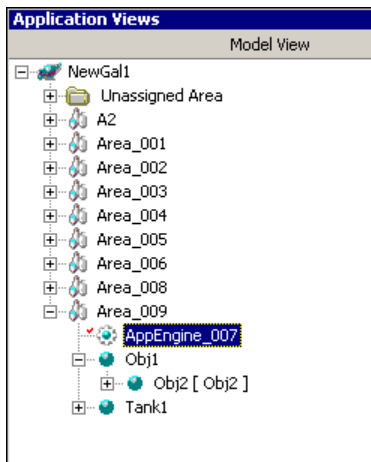 Application Views
Model View
NewGal1
Unassigned Area
A2
Area_001
Area_002
Area_003
Area_004
Area_005
Area_006
Area_008
Area_009
AppEngine_007
Obj1
Obj2 [ Obj2 ]
Tank1